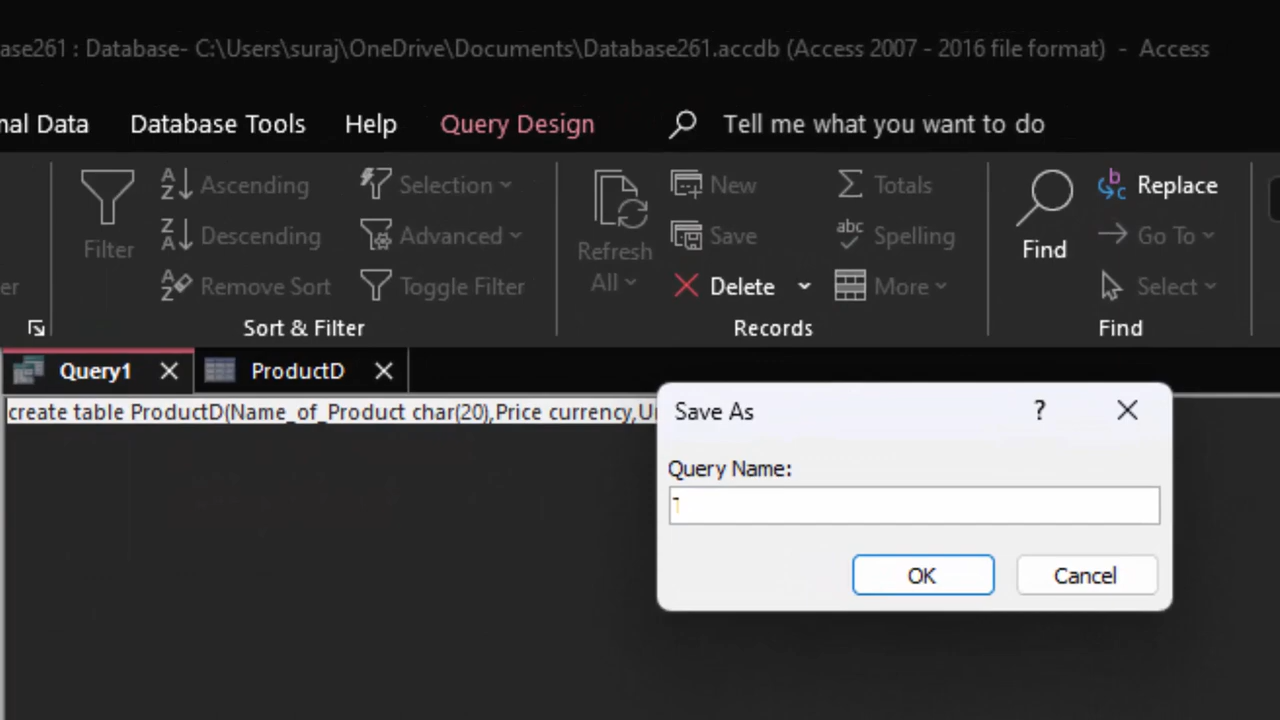 ase261 : Database- C:\Users\suraj\OneDrive\Documents\Database261.accdb (Access 2007 - 2016 file format) - Access
nal Data Database Tools Help Query Design Tell me what you want to do
Ascending Selection New Totals Replace
Filter Descending Advanced Refresh All Save Spelling Find Go To
er Remove Sort Toggle Filter Delete More Select
Sort & Filter Records Find
Query1 ProductD
create table ProductD(Name_of_Product char(20),Price currency,U
Save As ?
Query Name:
T
OK Cancel